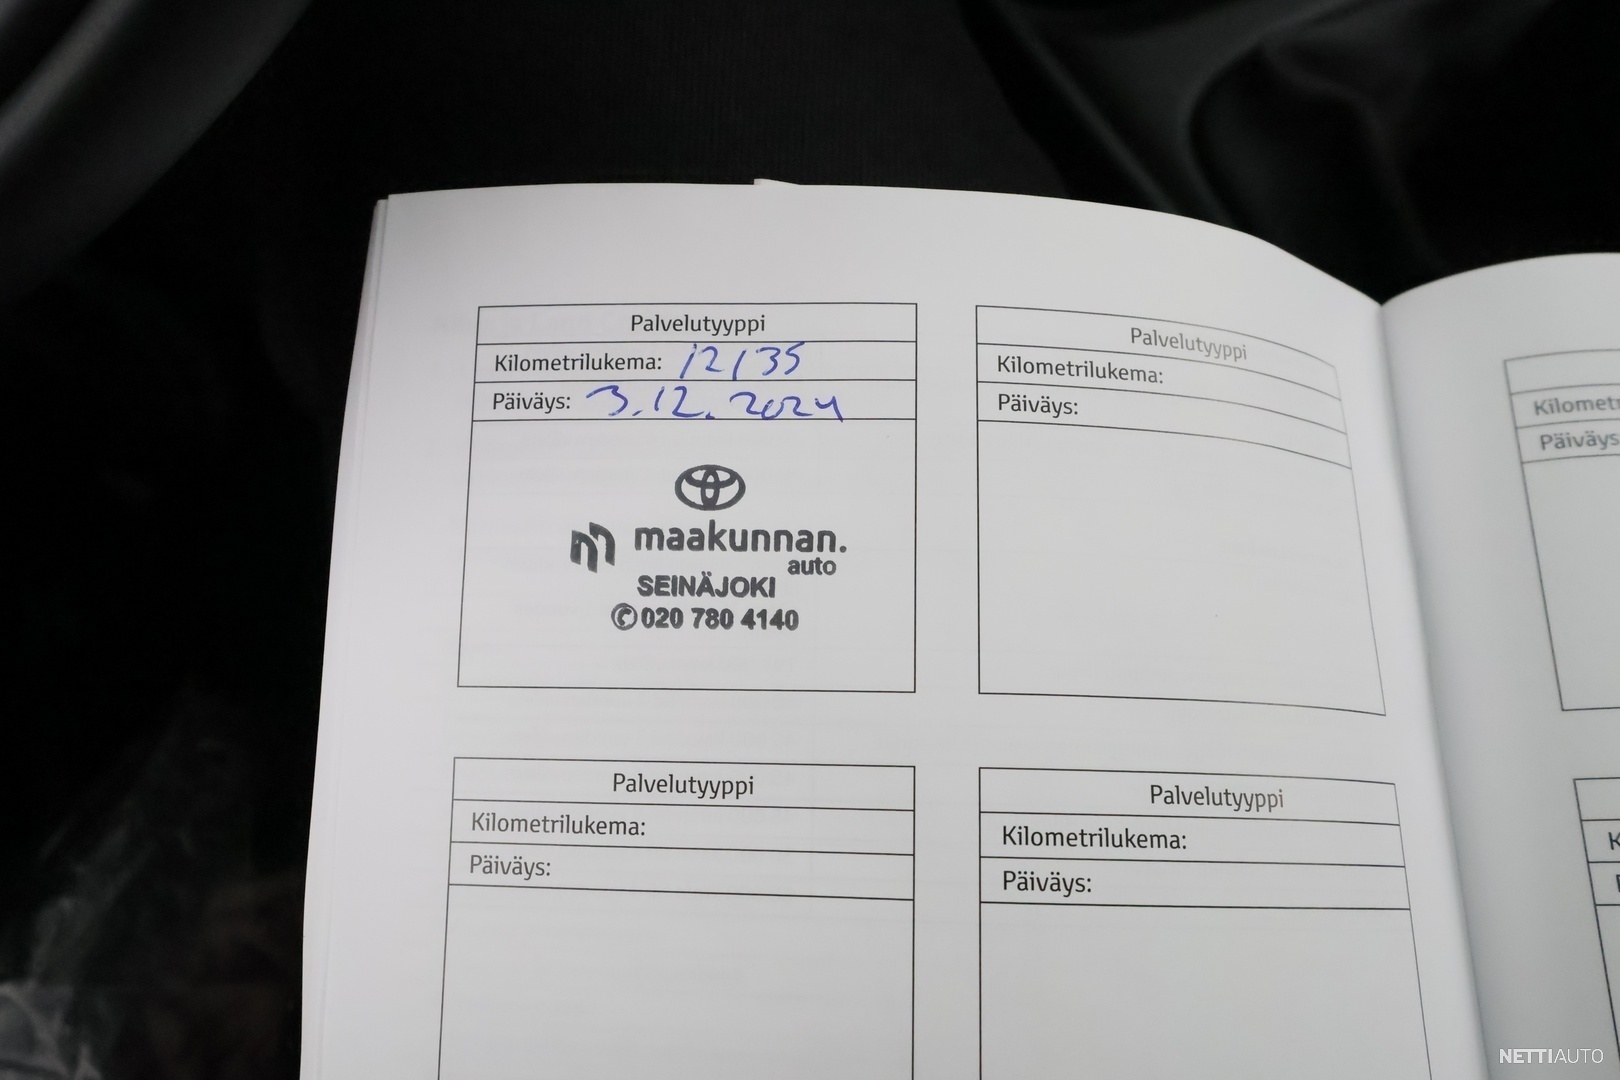 Palvelutyyppi
Kilometrilukema: 12135
Päiväys: 3.12.2024
maakunnan.
auto
SEINÄJOKI
✆ 020 780 4140
Palvelutyyppi
Kilometrilukema:
Päiväys:
Palvelutyyppi
Kilometrilukema:
Päiväys:
Palvelutyyppi
Kilometrilukema:
Päiväys:
Kilomet
Päiväys
K
NETTIAUTO